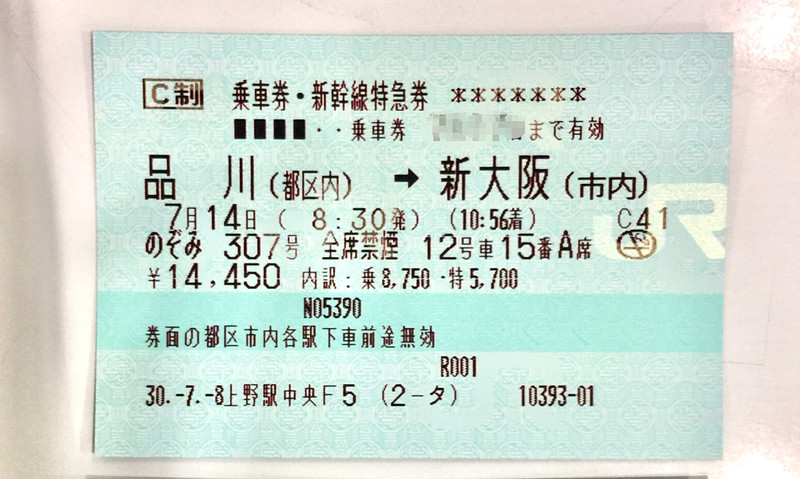 C制 乗車券・新幹線特急券 *******
■■■■・・乗車券 まで有効
品 川(都区内) → 新大阪(市内)
7月14日( 8:30発) (10:56着) C41
のぞみ 307号 全席禁煙 12号車15番A席
¥14,450 内訳:乗8,750・特5,700
N05390
券面の都区市内各駅下車前途無効
R001
30.-7.-8上野駅中央F5 (2-タ) 10393-01
JR